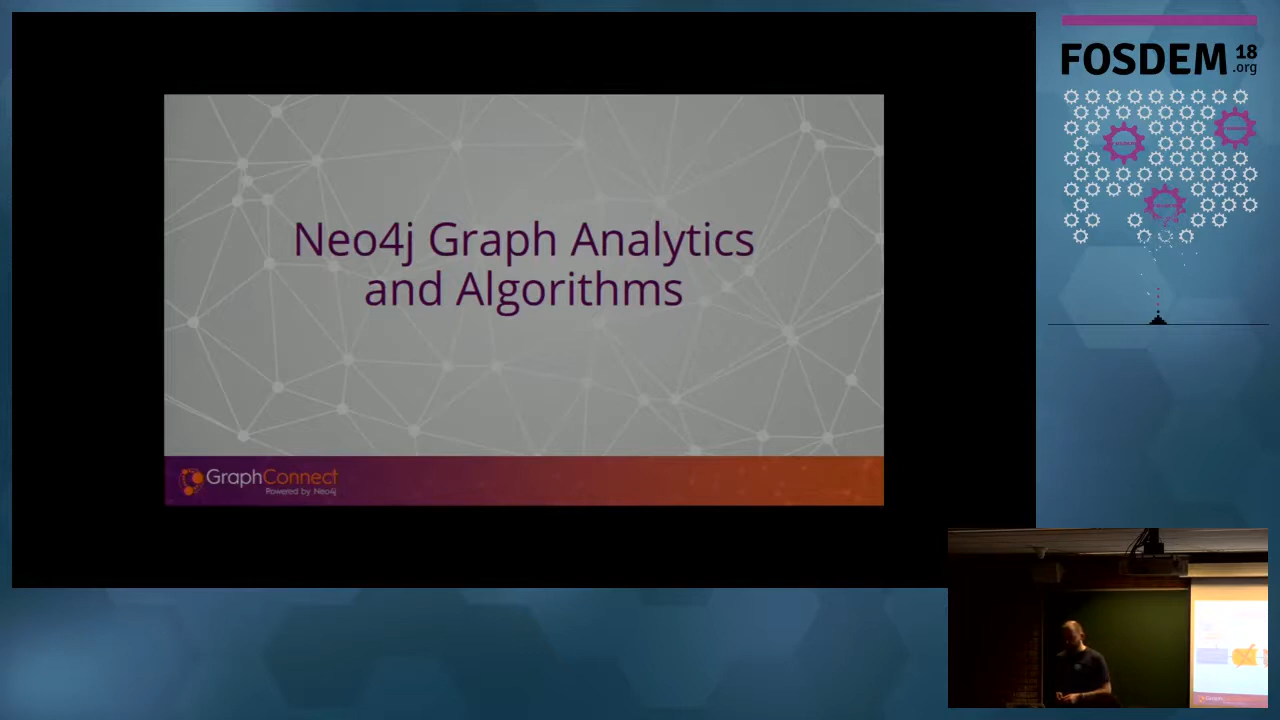 Neo4j Graph Analytics
and Algorithms
GraphConnect
Powered by Neo4j
FOSDEM 18
.org